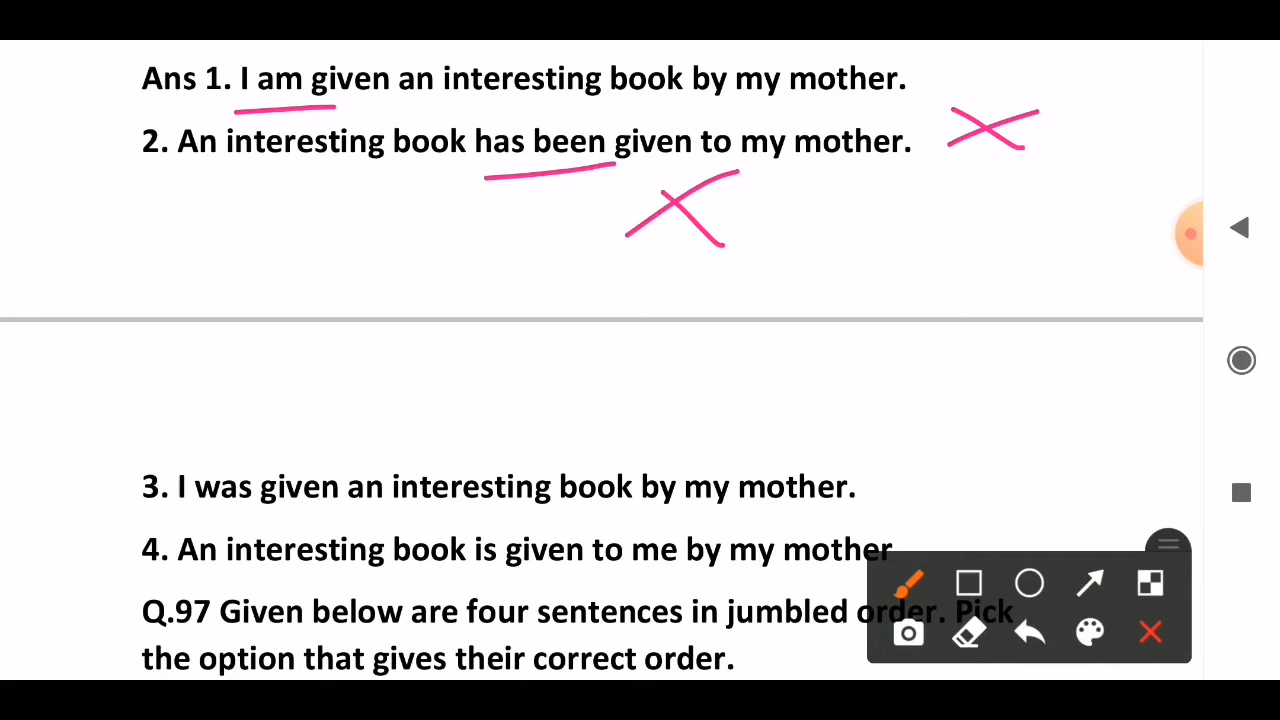 Ans 1. I am given an interesting book by my mother.
2. An interesting book has been given to my mother.
3. I was given an interesting book by my mother.
4. An interesting book is given to me by my mother
Q.97 Given below are four sentences in jumbled order. Pick
the option that gives their correct order.